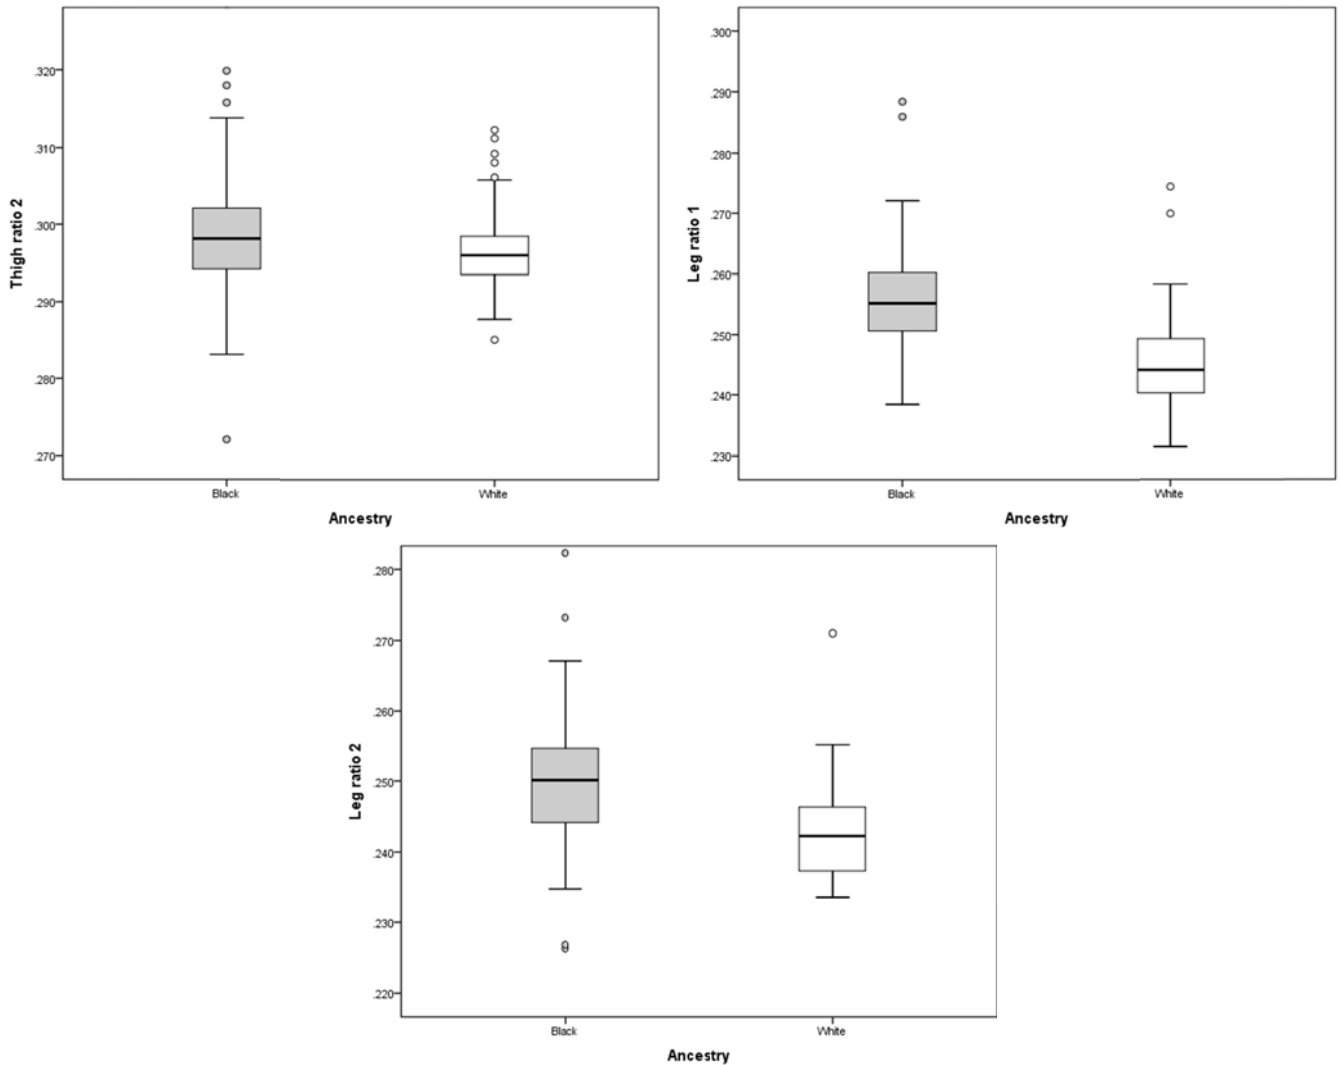 Thigh ratio 2
.320
.310
.300
.290
.280
.270
Black
White
Ancestry
Leg ratio 1
.300
.290
.280
.270
.260
.250
.240
.230
Black
White
Ancestry
Leg ratio 2
.280
.270
.260
.250
.240
.230
.220
Black
White
Ancestry